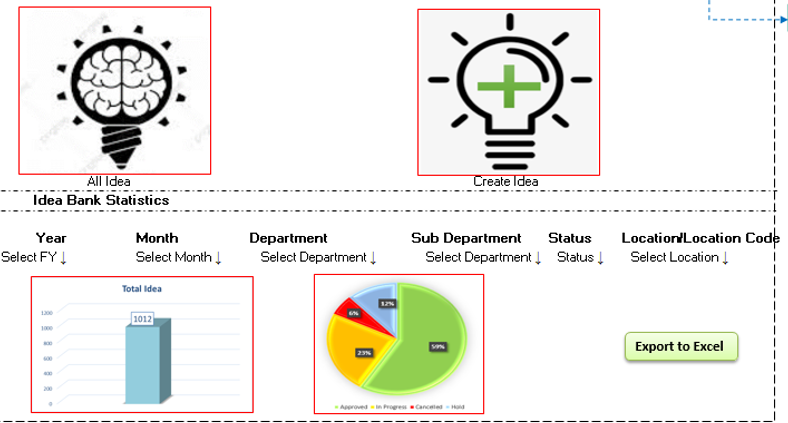 All Idea
Create Idea
Idea Bank Statistics
Year Month Department Sub Department Status Location/Location Code
Select FY↓ Select Month↓ Select Department↓ Select Department↓ Status↓ Select Location↓
Total Idea
1200
1000
800
600
400
200
0
1012
12%
6%
23%
59%
Approved In Progress Cancelled Hold
Export to Excel